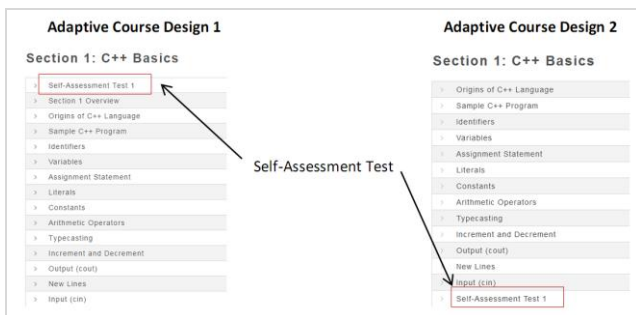 Adaptive Course Design 1
Section 1: C++ Basics
Self-Assessment Test 1
Section 1 Overview
Origins of C++ Language
Sample C++ Program
Identifiers
Variables
Assignment Statement
Literals
Constants
Arithmetic Operators
Typecasting
Increment and Decrement
Output (cout)
New Lines
Input (cin)
Self-Assessment Test
Adaptive Course Design 2
Section 1: C++ Basics
Origins of C++ Language
Sample C++ Program
Identifiers
Variables
Assignment Statement
Literals
Constants
Arithmetic Operators
Typecasting
Increment and Decrement
Output (cout)
New Lines
Input (cin)
Self-Assessment Test 1